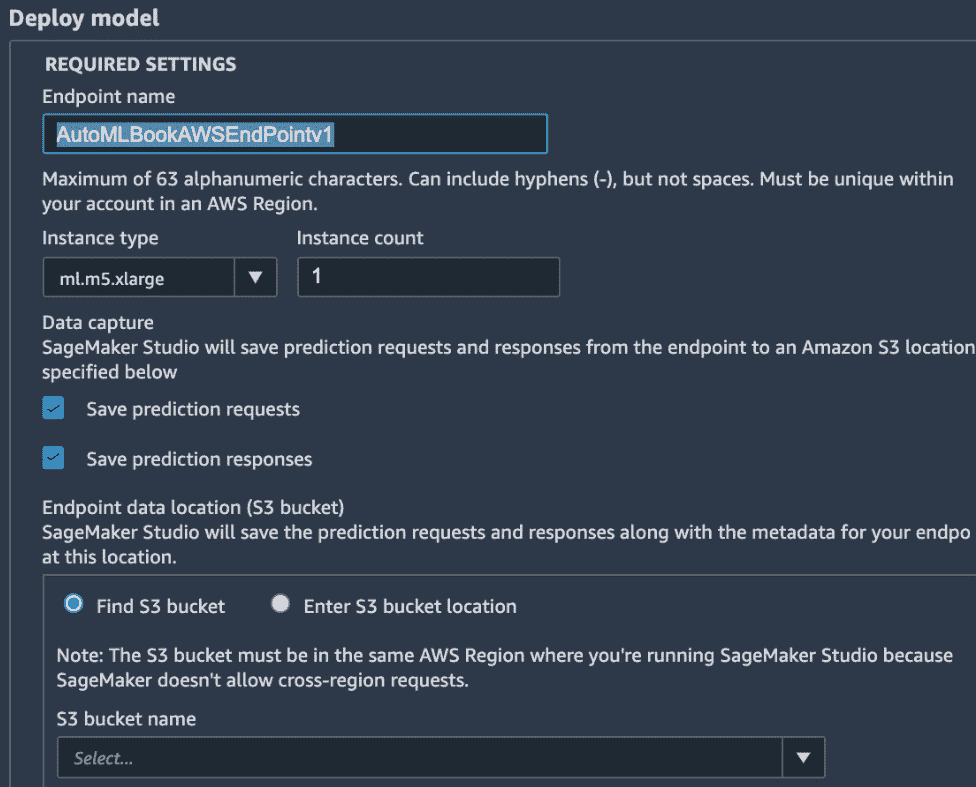 Deploy model
REQUIRED SETTINGS
Endpoint name
AutoMLBookAWSEndPointv1
Maximum of 63 alphanumeric characters. Can include hyphens (-), but not spaces. Must be unique within
your account in an AWS Region.
Instance type Instance count
ml.m5.xlarge 1
Data capture
SageMaker Studio will save prediction requests and responses from the endpoint to an Amazon S3 location
specified below
Save prediction requests
Save prediction responses
Endpoint data location (S3 bucket)
SageMaker Studio will save the prediction requests and responses along with the metadata for your endpo
at this location.
Find S3 bucket Enter S3 bucket location
Note: The S3 bucket must be in the same AWS Region where you're running SageMaker Studio because
SageMaker doesn't allow cross-region requests.
S3 bucket name
Select...